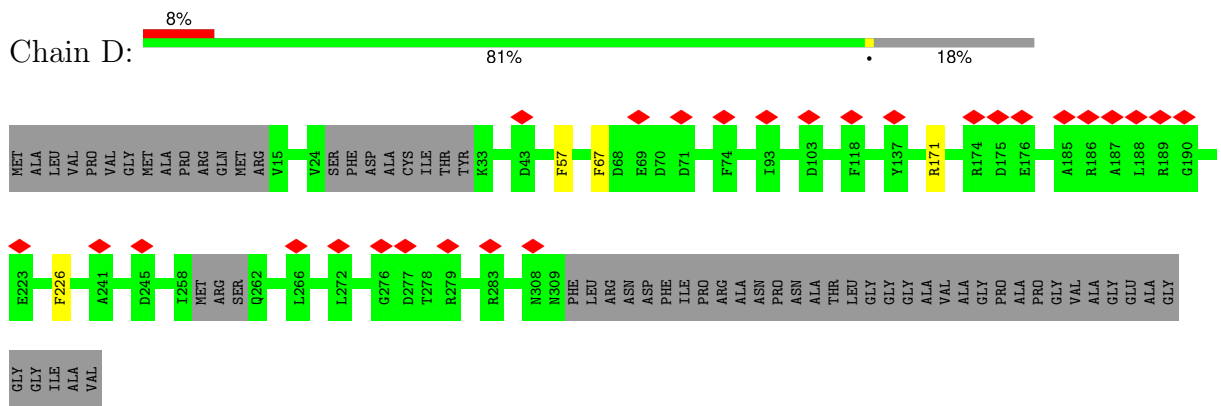 8%
Chain D:
81% • 18%
MET ALA LEU VAL PRO VAL GLY MET ALA PRO ARG GLN MET ARG V15 V24 SER PHE ASP ALA CYS ILE THR TYR K33 D43 F57 F67 D68 E69 D70 D71 F74 I93 D103 F118 Y137 R171 R174 D175 E176 A185 R186 A187 L188 R189 G190
E223 F226 A241 D245 I258 MET ARG SER Q262 L266 L272 G276 D277 T278 R279 R283 N308 N309 PHE LEU ARG ASN ASP PHE ILE PRO ARG ALA ASN PRO ASN ALA THR LEU GLY GLY GLY ALA VAL ALA GLY PRO ALA PRO GLY VAL ALA GLY GLU ALA GLY
GLY GLY ILE ALA VAL